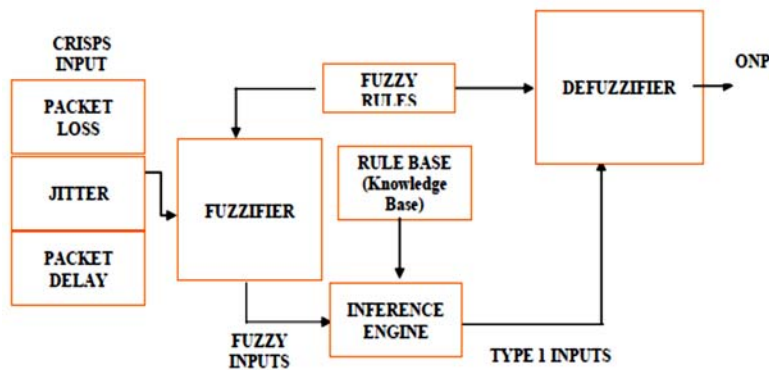 CRISPS
INPUT
PACKET
LOSS
JITTER
PACKET
DELAY
FUZZIFIER
FUZZY
INPUTS
FUZZY
RULES
RULE BASE
(Knowledge
Base)
INFERENCE
ENGINE
TYPE 1 INPUTS
DEFUZZIFIER
ONP